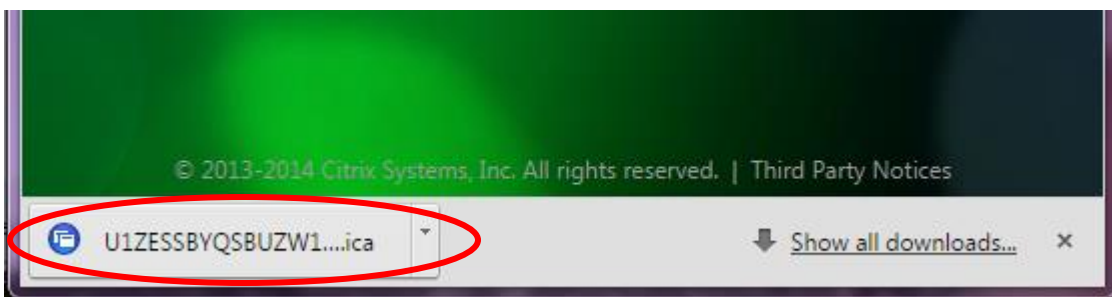 © 2013-2014 Citrix Systems, Inc. All rights reserved. | Third Party Notices
U1ZESSBYQSBUZW1....ica Show all downloads...